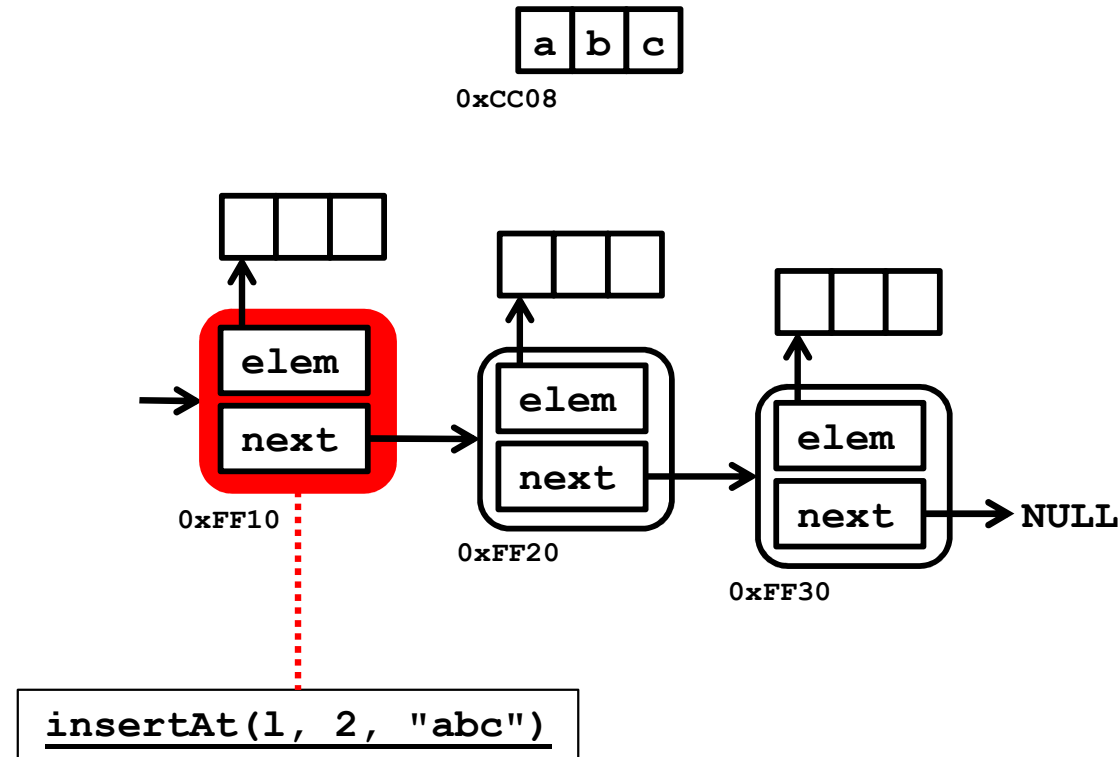 a b c
0xCC08
elem
next
0xFF10
elem
next
0xFF20
elem
next
NULL
0xFF30
insertAt(l, 2, "abc")